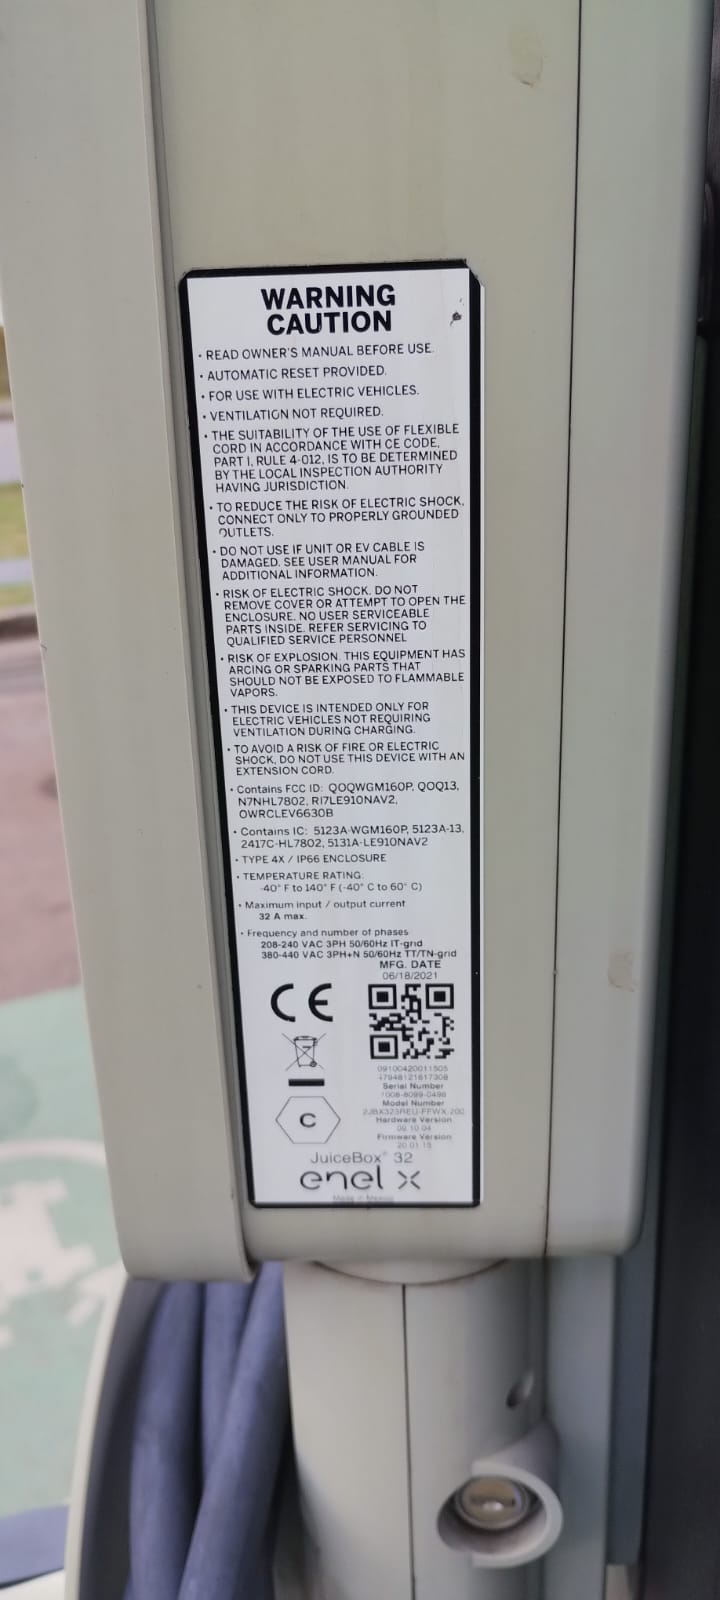 WARNING
CAUTION
• READ OWNER'S MANUAL BEFORE USE.
• AUTOMATIC RESET PROVIDED.
• FOR USE WITH ELECTRIC VEHICLES.
• VENTILATION NOT REQUIRED.
• THE SUITABILITY OF THE USE OF FLEXIBLE
CORD IN ACCORDANCE WITH CE CODE,
PART I, RULE 4-012, IS TO BE DETERMINED
BY THE LOCAL INSPECTION AUTHORITY
HAVING JURISDICTION.
• TO REDUCE THE RISK OF ELECTRIC SHOCK,
CONNECT ONLY TO PROPERLY GROUNDED
OUTLETS.
• DO NOT USE IF UNIT OR EV CABLE IS
DAMAGED. SEE USER MANUAL FOR
ADDITIONAL INFORMATION.
• RISK OF ELECTRIC SHOCK. DO NOT
REMOVE COVER OR ATTEMPT TO OPEN THE
ENCLOSURE. NO USER SERVICEABLE
PARTS INSIDE. REFER SERVICING TO
QUALIFIED SERVICE PERSONNEL
• RISK OF EXPLOSION. THIS EQUIPMENT HAS
ARCING OR SPARKING PARTS THAT
SHOULD NOT BE EXPOSED TO FLAMMABLE
VAPORS.
• THIS DEVICE IS INTENDED ONLY FOR
ELECTRIC VEHICLES NOT REQUIRING
VENTILATION DURING CHARGING.
• TO AVOID A RISK OF FIRE OR ELECTRIC
SHOCK, DO NOT USE THIS DEVICE WITH AN
EXTENSION CORD.
• Contains FCC ID: QOQWGM160P, QOQ13,
N7NHL7802, RI7LE910NAV2,
OWRCLEV6630B
• Contains IC: 5123A-WGM160P, 5123A-13,
2417C-HL7802, 5131A-LE910NAV2
• TYPE 4X / IP66 ENCLOSURE
• TEMPERATURE RATING:
-40° F to 140° F (-40° C to 60° C)
• Maximum input / output current
32 A max.
• Frequency and number of phases
208-240 VAC 3PH 50/60Hz IT-grid
380-440 VAC 3PH+N 50/60Hz TT/TN-grid
MFG. DATE
06/18/2021
CE
Serial Number
Model Number
Hardware Version
Firmware Version
C
JuiceBox® 32
enel x
Made in Mexico